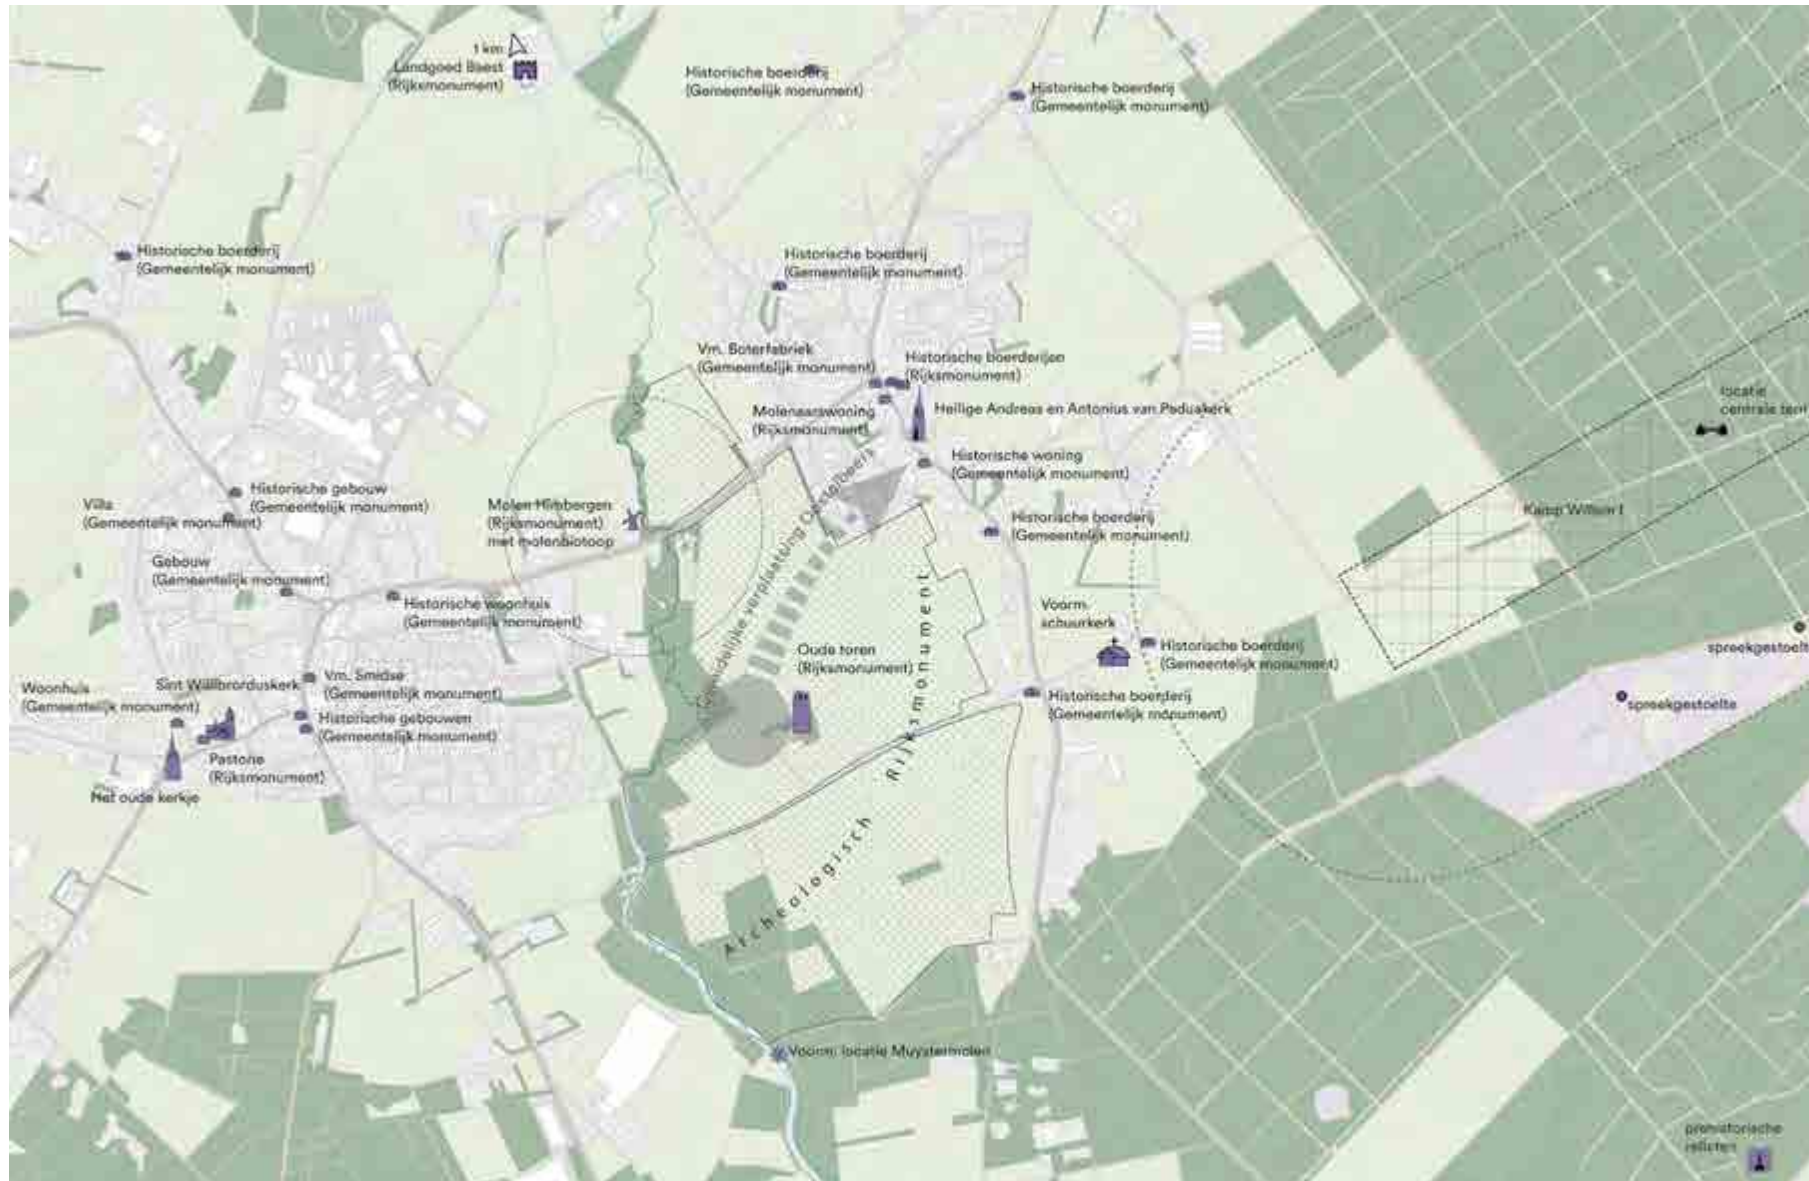 1 km
Landgoed Baest
(Rijksmonument)
Historische boerderij
(Gemeentelijk monument)
Historische boerderij
(Gemeentelijk monument)
Historische boerderij
(Gemeentelijk monument)
Historische boerderij
(Gemeentelijk monument)
Vm. Boterfabriek
(Gemeentelijk monument)
Historische boerderijen
(Rijksmonument)
locatie
centrale tent
Molenaarswoning
(Rijksmonument)
Heilige Andreas en Antonius van Paduakerk
Historische woning
(Gemeentelijk monument)
Historische gebouw
(Gemeentelijk monument)
Villa
(Gemeentelijk monument)
Molen Hirsbergen
(Rijksmonument)
met molenbiotoop
Historische boerderij
(Gemeentelijk monument)
Kamp Willem I
Gebouw
(Gemeentelijk monument)
Historische woonhuis
(Gemeentelijk monument)
Geleidelijke verplaatsing Oostelbeers
Voorm.
schuurkerk
Historische boerderij
(Gemeentelijk monument)
Oude toren
(Rijksmonument)
spreekgestoelte
Sint Willibrorduskerk
Vm. Smidse
(Gemeentelijk monument)
Woonhuis
(Gemeentelijk monument)
Historische boerderij
(Gemeentelijk monument)
spreekgestoelte
Historische gebouwen
(Gemeentelijk monument)
Pastorie
(Rijksmonument)
Het oude kerkje
Archeologisch Rijksmonument
Voorm. locatie Muystermolen
prehistorische
relicten